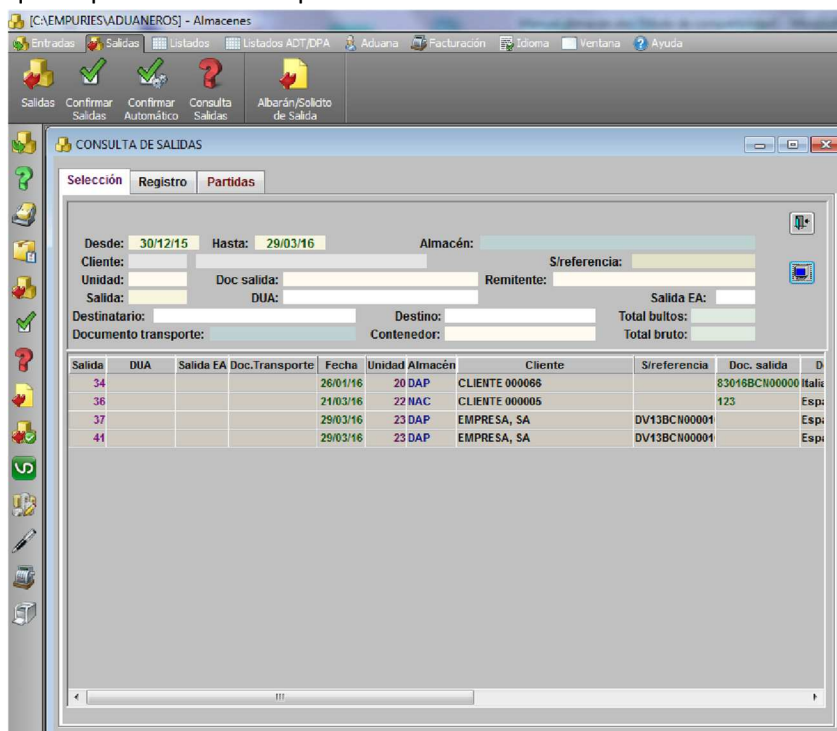 [C:\EMPURIES\ADUANEROS] - Almacenes
Entradas Salidas Listados Listados ADT/DPA Aduana Facturación Idioma Ventana Ayuda
Salidas Confirmar Salidas Confirmar Automático Consulta Salidas Albarán/Solicito de Salida
CONSULTA DE SALIDAS
Selección Registro Partidas
Desde: 30/12/15 Hasta: 29/03/16 Almacén:
Cliente: S/referencia:
Unidad: Doc salida: Remitente:
Salida: DUA: Salida EA:
Destinatario: Destino: Total bultos:
Documento transporte: Contenedor: Total bruto:
Salida DUA Salida EA Doc.Transporte Fecha Unidad Almacén Cliente S/referencia Doc. salida
34 26/01/16 20 DAP CLIENTE 000066 83016BCN00000 Italia
36 21/03/16 22 NAC CLIENTE 000005 123 Espa
37 29/03/16 23 DAP EMPRESA, SA DV13BCN00001 Espa
41 29/03/16 23 DAP EMPRESA, SA DV13BCN00001 Espa